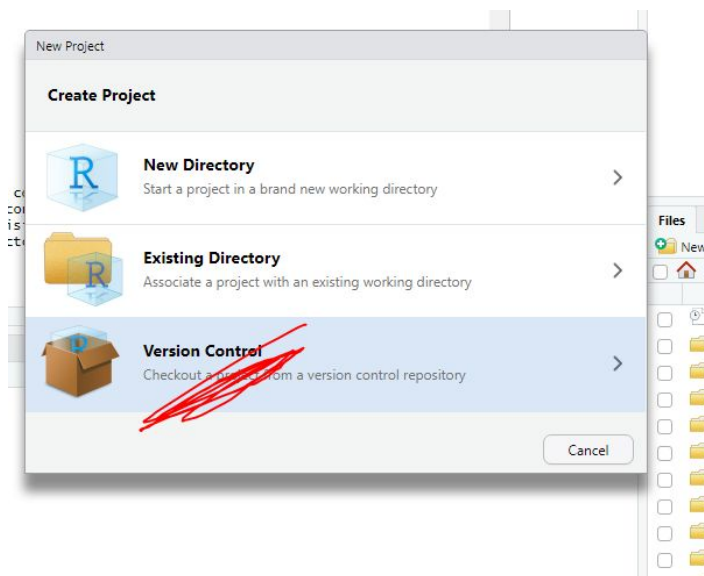 New Project
Create Project
R
New Directory
Start a project in a brand new working directory
R
Existing Directory
Associate a project with an existing working directory
Version Control
Checkout a project from a version control repository
Cancel
Files
New